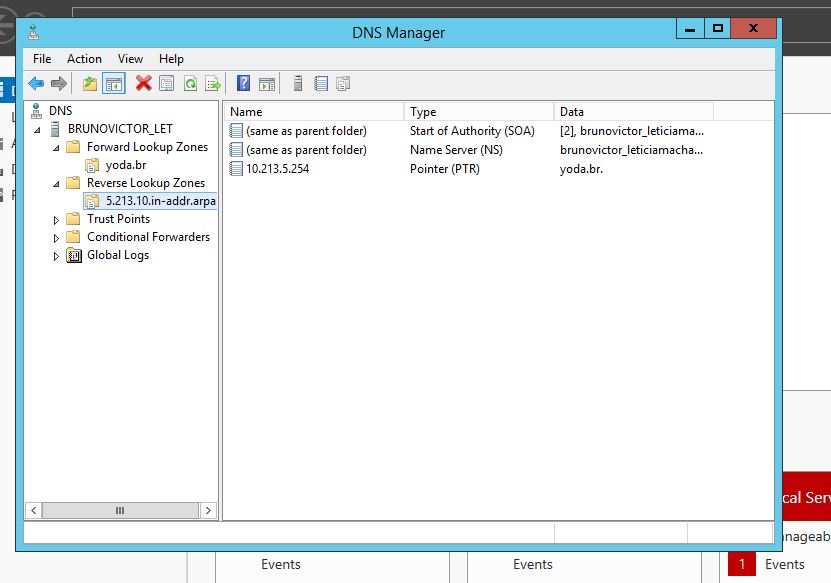 DNS Manager
File Action View Help
DNS
BRUNOVICTOR_LET
Forward Lookup Zones
yoda.br
Reverse Lookup Zones
5.213.10.in-addr.arpa
Trust Points
Conditional Forwarders
Global Logs
Name Type Data
(same as parent folder) Start of Authority (SOA) [2], brunovictor_leticiama...
(same as parent folder) Name Server (NS) brunovictor_leticiamacha...
10.213.5.254 Pointer (PTR) yoda.br.
cal Serv
nageab
Events
Events
1 Events